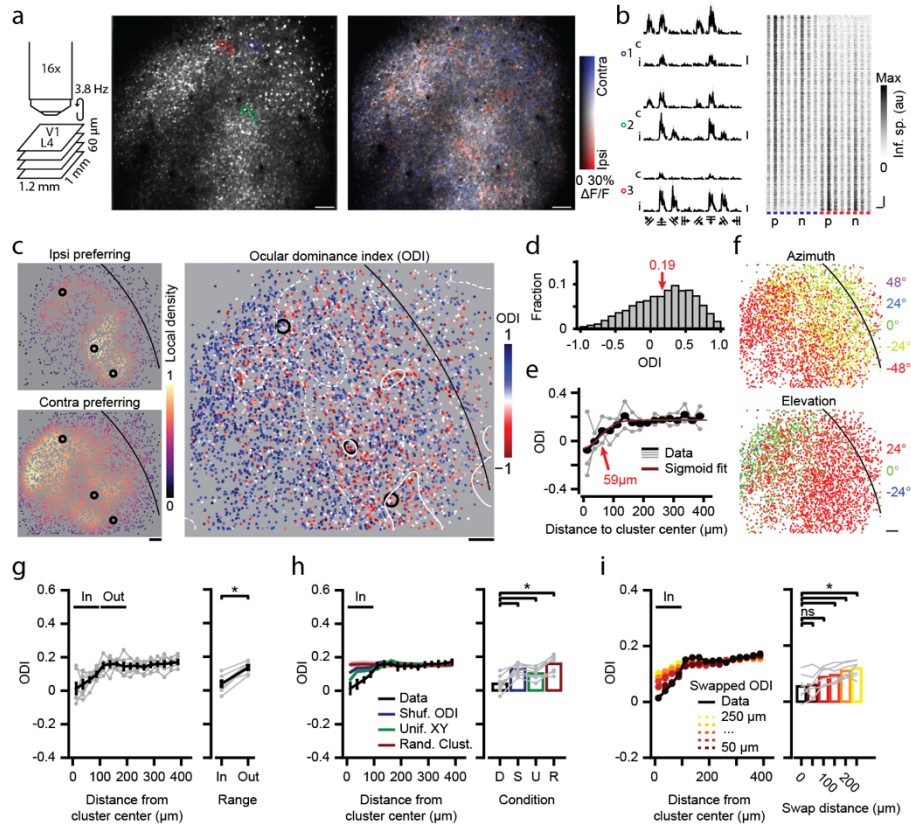 a
16x
3.8 Hz
V1
L4
60 µm
1.2 mm
1 mm
3
1
2
Contra
Ipsi
0 30%
ΔF/F
b
c
1
i
c
2
i
c
3
i
p n p n
Max
Inf. sp. (au)
0
c
Ipsi preferring
Contra preferring
Local density
1
0
Ocular dominance index (ODI)
ODI
1
−1
d
0.19
Fraction
0.1
0
-1.0 -0.5 0 0.5 1.0
ODI
e
ODI
0.4
0
-0.4
Data
Sigmoid fit
59µm
0 100 200 300 400
Distance to cluster center (µm)
f
Azimuth
48°
24°
0°
-24°
-48°
Elevation
24°
0°
-24°
g
In Out
ODI
0.6
0.4
0.2
0
-0.2
-0.4
0 100 200 300 400
Distance from
cluster center (µm)
*
In Out
Range
h
In
ODI
0.6
0.4
0.2
0
-0.2
-0.4
Data
Shuf. ODI
Unif. XY
Rand. Clust.
0 100 200 300 400
Distance from
cluster center (µm)
*
D S U R
Condition
i
In
ODI
0.4
0.2
0
-0.2
Swapped ODI
Data
250 µm
...
50 µm
0 100 200 300 400
Distance from
cluster center (µm)
*
ns
0 100 200
Swap distance (µm)